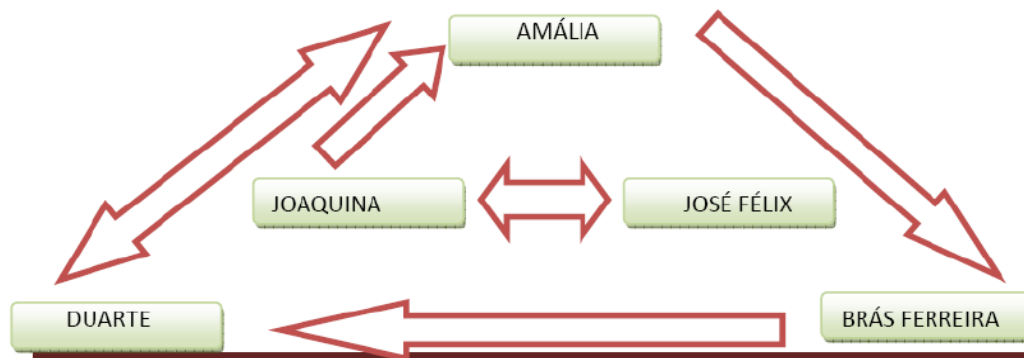 AMÁLIA
JOAQUINA
JOSÉ FÉLIX
DUARTE
BRÁS FERREIRA